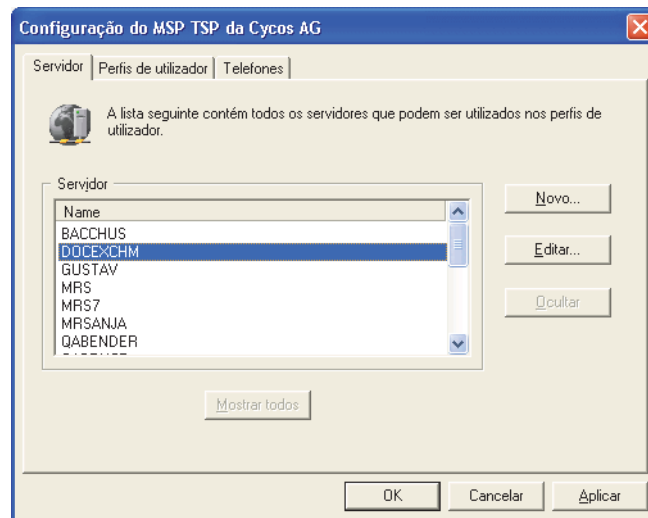 Configuração do MSP TSP da Cycos AG
Servidor
Perfis de utilizador
Telefones
A lista seguinte contém todos os servidores que podem ser utilizados nos perfis de
utilizador.
Servidor
Name
BACCHUS
DOCEXCHM
GUSTAV
MRS
MRS7
MRSANJA
QABENDER
Novo...
Editar...
Ocultar
Mostrar todos
OK
Cancelar
Aplicar